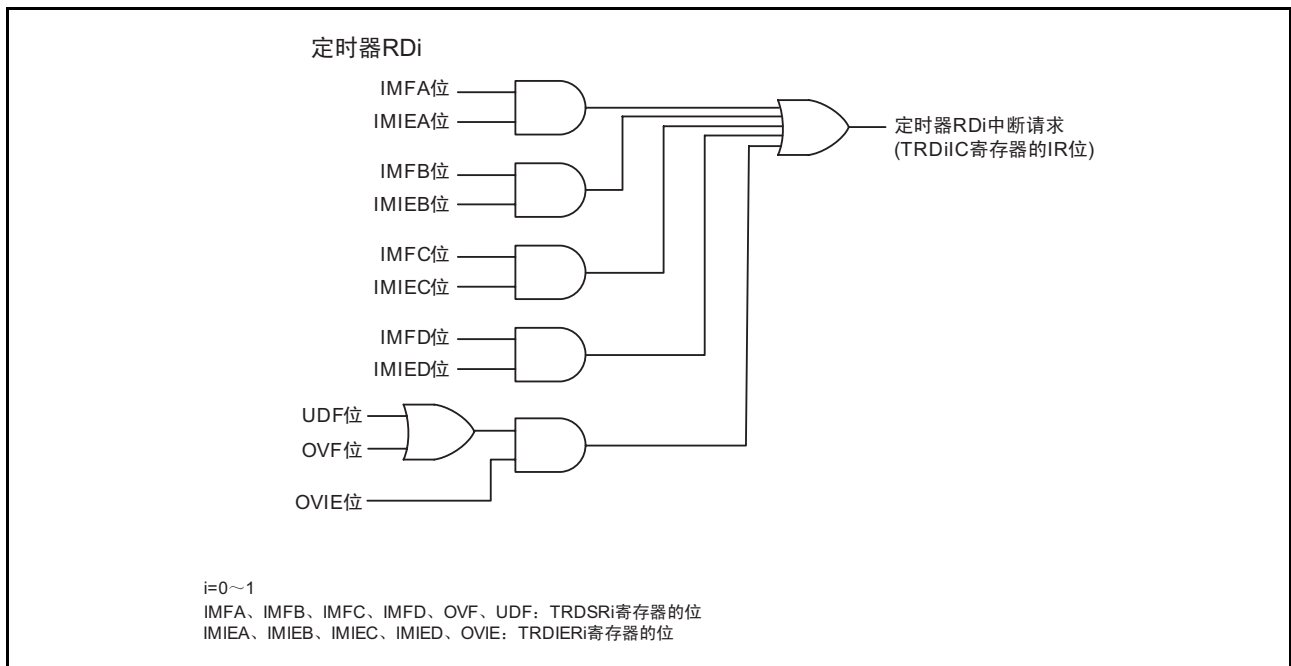 定时器RDi
IMFA位
IMIEA位
IMFB位
IMIEB位
IMFC位
IMIEC位
IMFD位
IMIED位
UDF位
OVF位
OVIE位
定时器RDi中断请求
(TRDiIC寄存器的IR位)
i=0～1
IMFA、IMFB、IMFC、IMFD、OVF、UDF：TRDSRi寄存器的位
IMIEA、IMIEB、IMIEC、IMIED、OVIE：TRDIERi寄存器的位